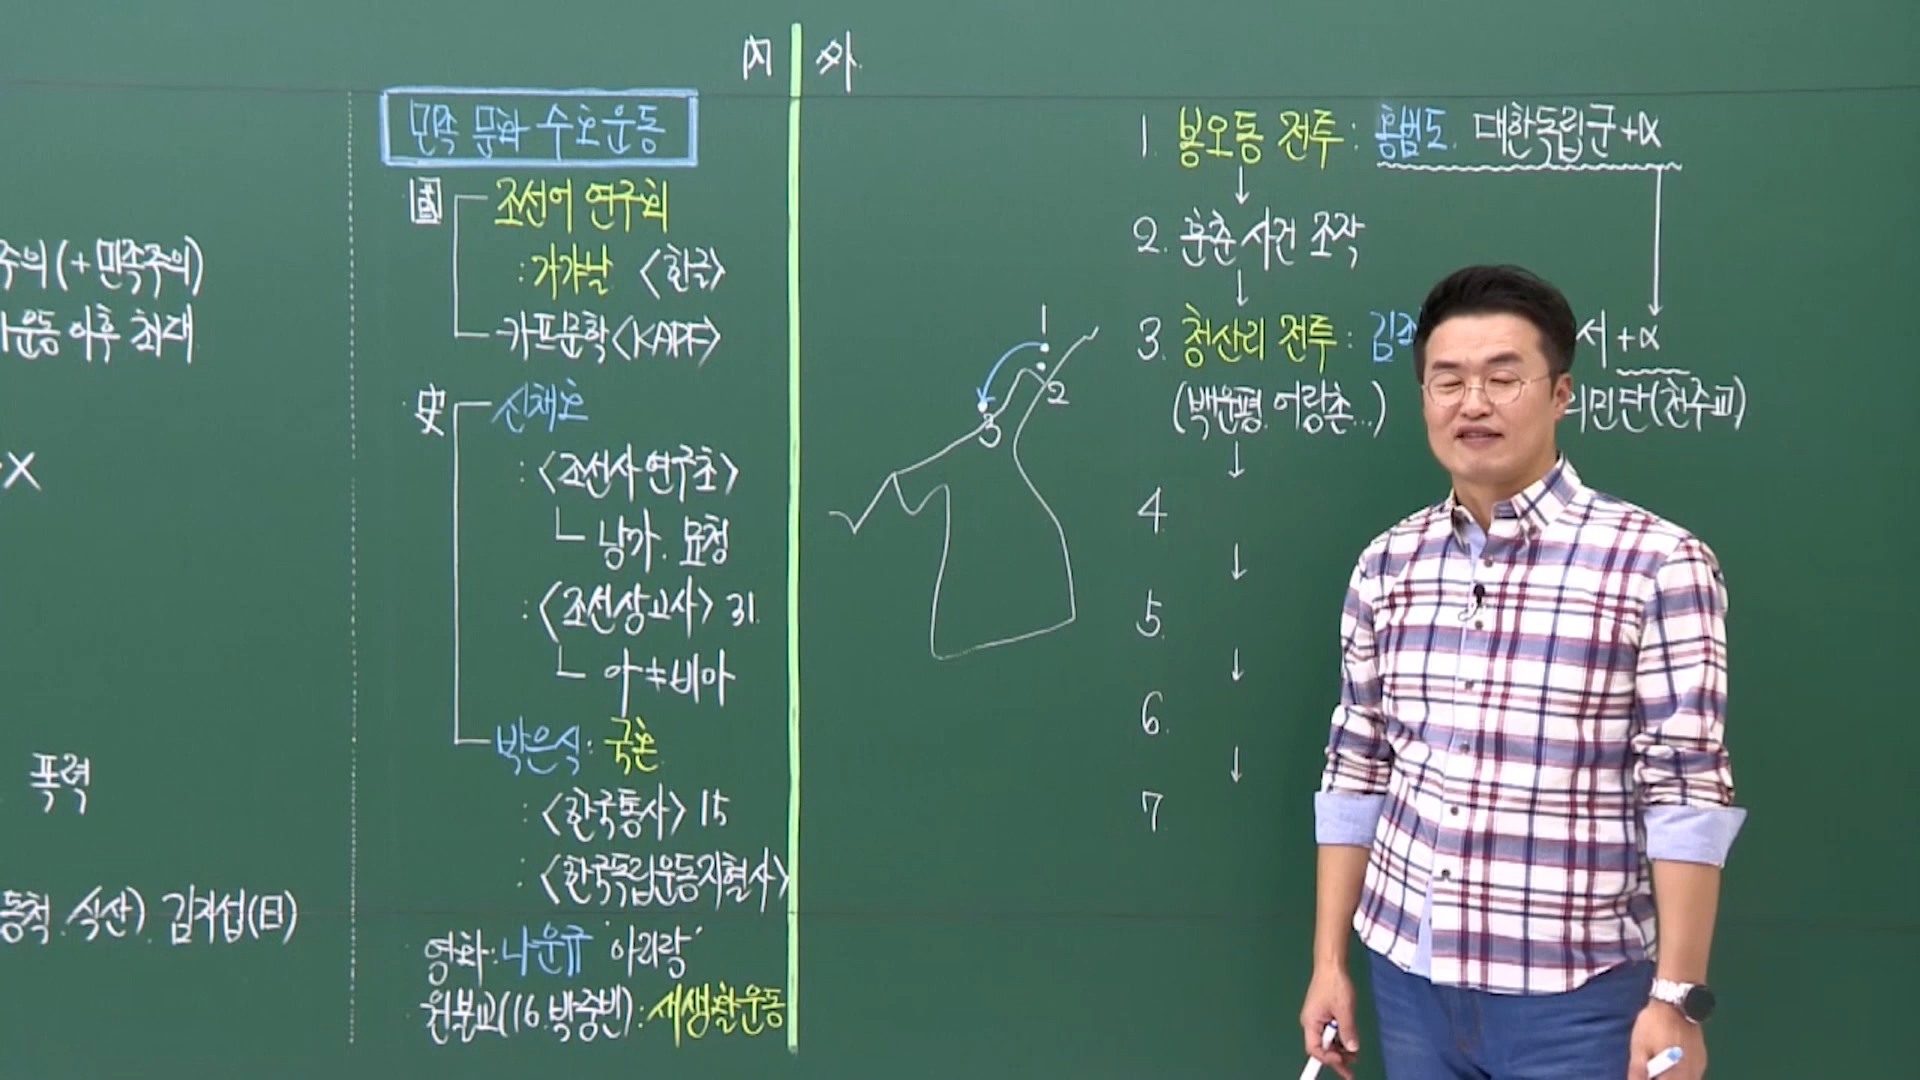 內 外
주의(+민족주의)
운동 이후 최대
X
폭력
동척.식산). 김지섭(日)
민족 문화 수호운동
國 조선어 연구회
: 가갸날 <한글>
카프문학<KAPF>
史 신채호
: <조선사연구초>
낭가. 묘청
: <조선상고사> 31.
아≠비아
박은식: 국혼
: <한국통사> 15
: <한국독립운동지혈사>
영화: 나운규 '아리랑'
원불교(16.박중빈): 새생활운동
1
2
3
1. 봉오동 전투: 홍범도. 대한독립군+α
↓
2. 훈춘 사건 조작
↓
3. 청산리 전투: 김 서+α
(백운평. 어랑촌...) 의민단(천주교)
↓
4.
↓
5.
↓
6.
↓
7.